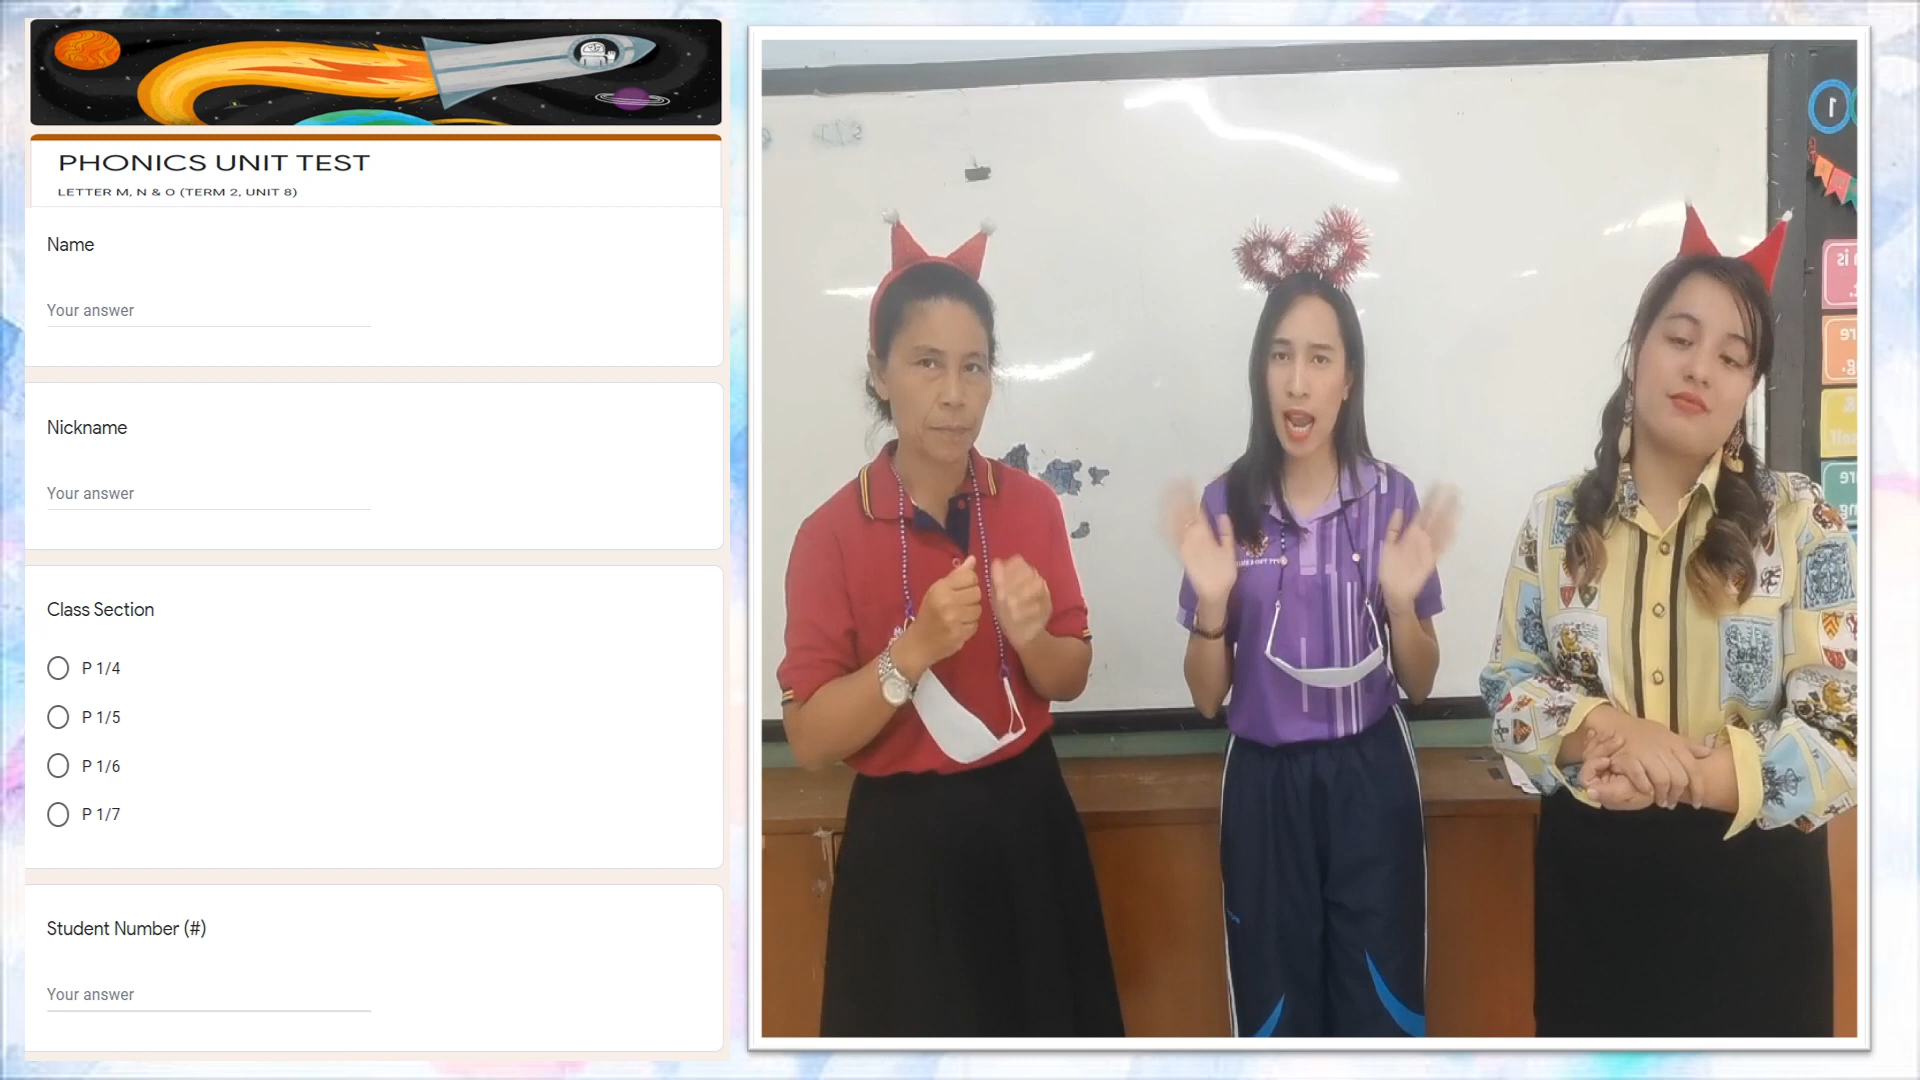 PHONICS UNIT TEST
LETTER M, N & O (TERM 2, UNIT 8)
Name
Your answer
Nickname
Your answer
Class Section
P 1/4
P 1/5
P 1/6
P 1/7
Student Number (#)
Your answer
1